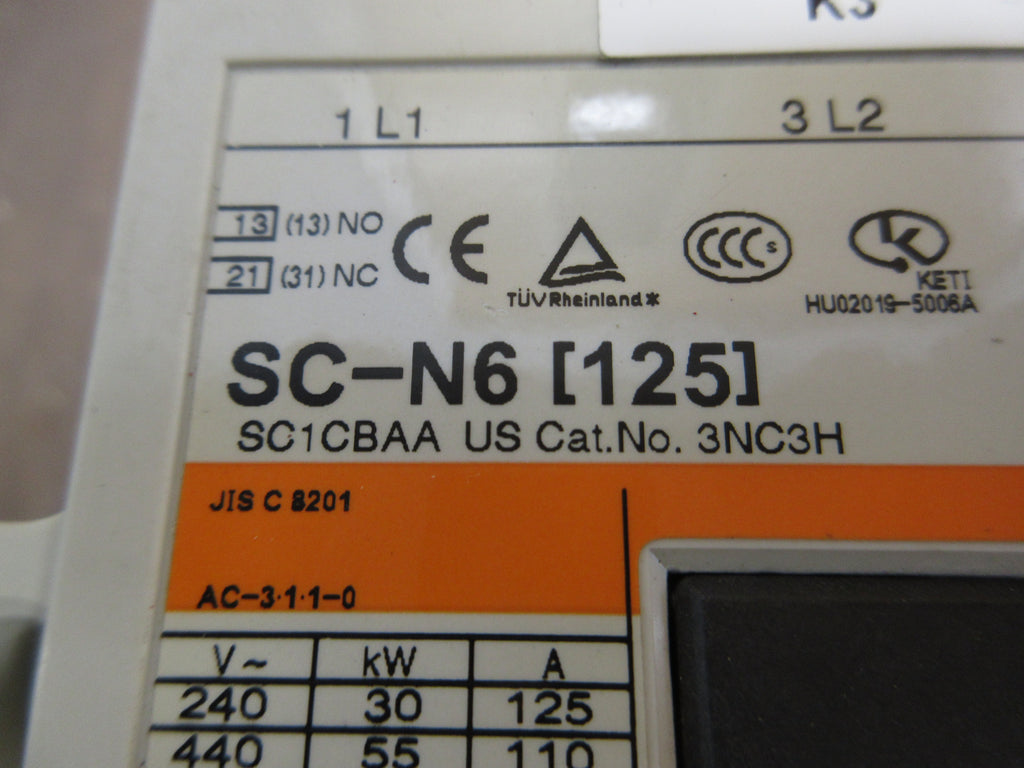 K3
1 L1 3 L2
13 (13) NO
21 (31) NC
CE
TÜVRheinland*
CCC S
K
KETI
HU02019-5006A
SC-N6 [125]
SC1CBAA US Cat.No. 3NC3H
JIS C 8201
AC-3·1·1-0
V~ kW A
240 30 125
440 55 110